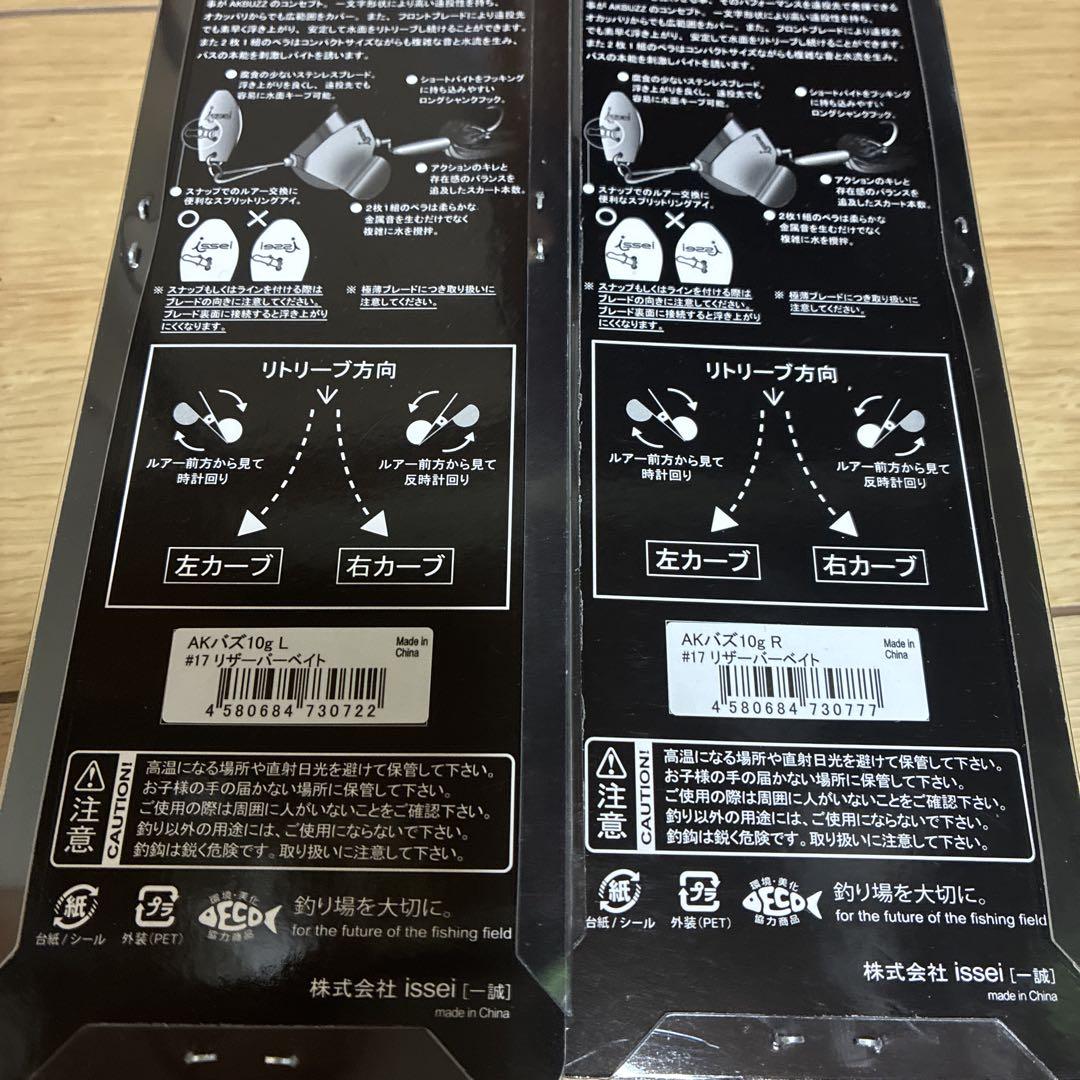 事がAKBUZZのコンセプト。一文字形状により高い遠投性を持ち、
オカッパリからでも広範囲をカバー。また、フロントブレードにより遠投先
でも素早く浮き上がり、安定して水面をリトリーブし続けることができます。
また2枚1組のペラはコンパクトサイズながらも複雑な音と水流を生み、
バスの本能を刺激しバイトを誘います。
腐食の少ないステンレスブレード。
浮き上がりを良くし、遠投先でも
容易に水面キープ可能。
ショートバイトをフッキング
に持ち込みやすい
ロングシャンクフック。
issei
アクションのキレと
存在感のバランスを
追及したスカート本数。
スナップでのルアー交換に
便利なスプリットリングアイ。
2枚1組のペラは柔らかな
金属音を生むだけでなく
複雑に水を攪拌。
○ ×
issei issei
※ スナップもしくはラインを付ける際は
ブレードの向きに注意してください。
ブレード裏面に接続すると浮き上がり
にくくなります。
※ 極薄ブレードにつき取り扱いに
注意してください。
リトリーブ方向
ルアー前方から見て
時計回り
ルアー前方から見て
反時計回り
左カーブ
右カーブ
AKバズ10g L
Made in
China
#17 リザーバーベイト
4 580684 730722
注意
CAUTION!
高温になる場所や直射日光を避けて保管して下さい。
お子様の手の届かない場所に保管して下さい。
ご使用の際は周囲に人がいないことをご確認下さい。
釣り以外の用途には、ご使用にならないで下さい。
釣鈎は鋭く危険です。取り扱いに注意して下さい。
紙
台紙/シール
プラ
外装(PET)
環境・美化
ECO
協力商品
釣り場を大切に。
for the future of the fishing field
株式会社 issei [一誠]
made in China
事がAKBUZZのコンセプト。一文字形状により高い遠投性を持ち、
オカッパリからでも広範囲をカバー。また、フロントブレードにより遠投先
でも素早く浮き上がり、安定して水面をリトリーブし続けることができます。
また2枚1組のペラはコンパクトサイズながらも複雑な音と水流を生み、
バスの本能を刺激しバイトを誘います。
腐食の少ないステンレスブレード。
浮き上がりを良くし、遠投先でも
容易に水面キープ可能。
ショートバイトをフッキング
に持ち込みやすい
ロングシャンクフック。
issei
アクションのキレと
存在感のバランスを
追及したスカート本数。
スナップでのルアー交換に
便利なスプリットリングアイ。
2枚1組のペラは柔らかな
金属音を生むだけでなく
複雑に水を攪拌。
○ ×
issei issei
※ スナップもしくはラインを付ける際は
ブレードの向きに注意してください。
ブレード裏面に接続すると浮き上がり
にくくなります。
※ 極薄ブレードにつき取り扱いに
注意してください。
リトリーブ方向
ルアー前方から見て
時計回り
ルアー前方から見て
反時計回り
左カーブ
右カーブ
AKバズ10g R
Made in
China
#17 リザーバーベイト
4 580684 730777
注意
CAUTION!
高温になる場所や直射日光を避けて保管して下さい。
お子様の手の届かない場所に保管して下さい。
ご使用の際は周囲に人がいないことをご確認下さい。
釣り以外の用途には、ご使用にならないで下さい。
釣鈎は鋭く危険です。取り扱いに注意して下さい。
紙
台紙/シール
プラ
外装(PET)
環境・美化
ECO
協力商品
釣り場を大切に。
for the future of the fishing field
株式会社 issei [一誠]
made in China